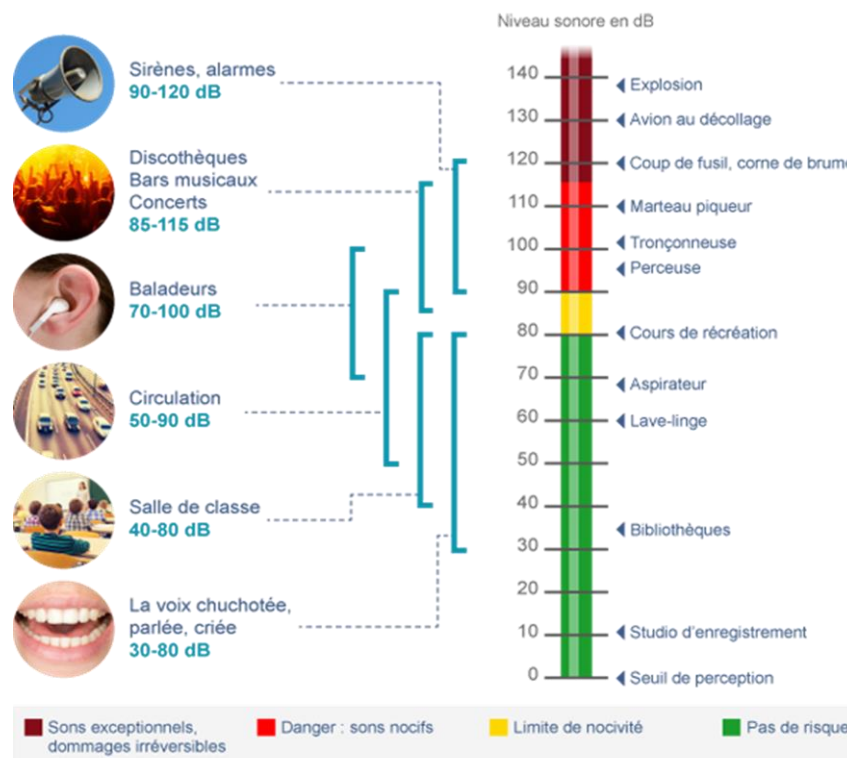 Niveau sonore en dB
Sirènes, alarmes
90-120 dB
Discothèques
Bars musicaux
Concerts
85-115 dB
Baladeurs
70-100 dB
Circulation
50-90 dB
Salle de classe
40-80 dB
La voix chuchotée,
parlée, criée
30-80 dB
140
130
120
110
100
90
80
70
60
50
40
30
20
10
0
Explosion
Avion au décollage
Coup de fusil, corne de brume
Marteau piqueur
Tronçonneuse
Perceuse
Cours de récréation
Aspirateur
Lave-linge
Bibliothèques
Studio d'enregistrement
Seuil de perception
Sons exceptionnels,
dommages irréversibles
Danger : sons nocifs
Limite de nocivité
Pas de risque